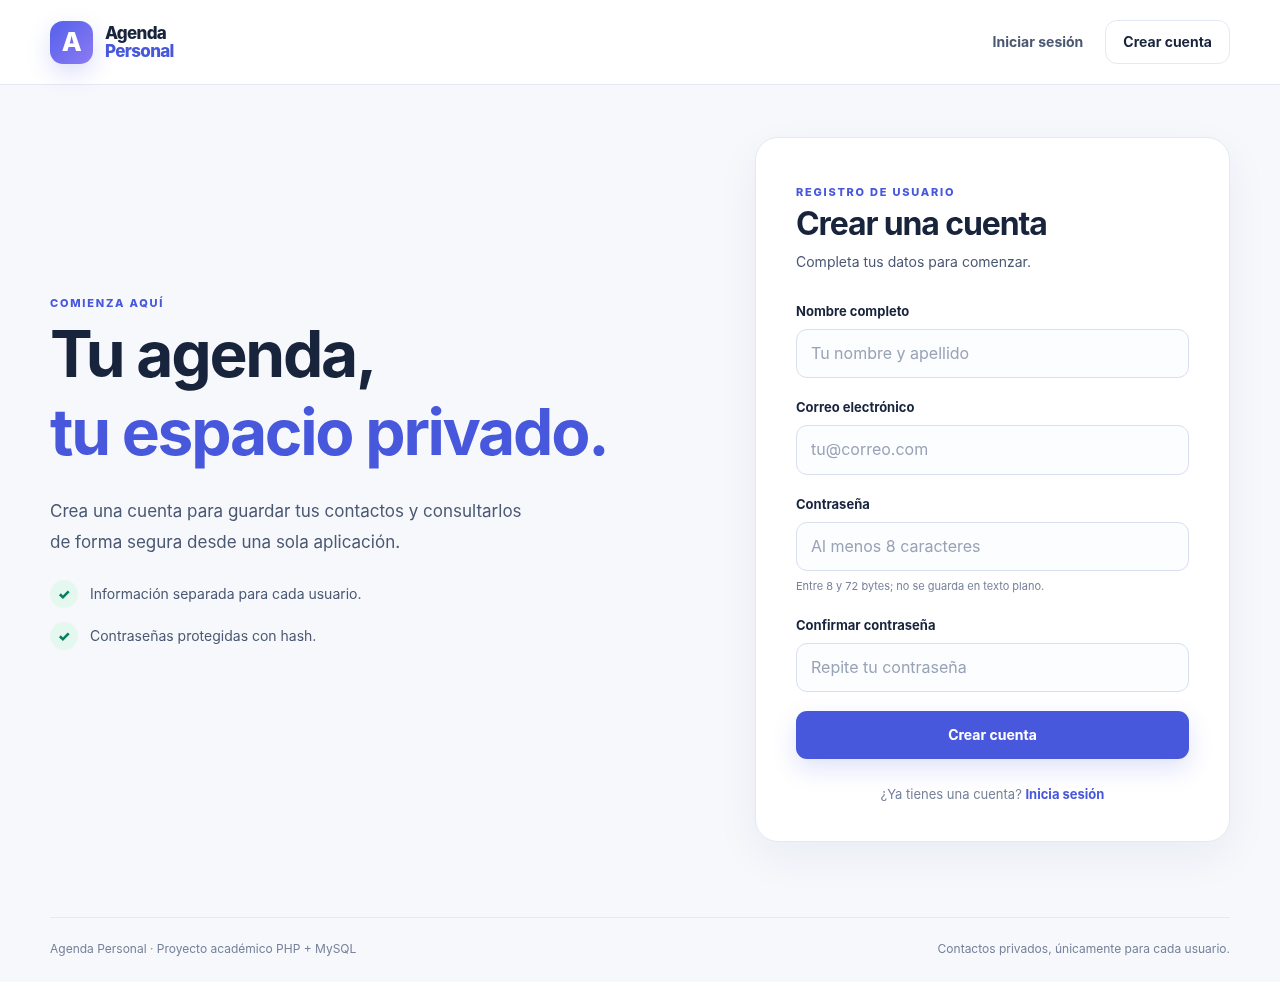 A
Agenda
Personal
Iniciar sesión
Crear cuenta
COMIENZA AQUÍ
Tu agenda,
tu espacio privado.
Crea una cuenta para guardar tus contactos y consultarlos
de forma segura desde una sola aplicación.
Información separada para cada usuario.
Contraseñas protegidas con hash.
REGISTRO DE USUARIO
Crear una cuenta
Completa tus datos para comenzar.
Nombre completo
Tu nombre y apellido
Correo electrónico
tu@correo.com
Contraseña
Al menos 8 caracteres
Entre 8 y 72 bytes; no se guarda en texto plano.
Confirmar contraseña
Repite tu contraseña
Crear cuenta
¿Ya tienes una cuenta? Inicia sesión
Agenda Personal · Proyecto académico PHP + MySQL
Contactos privados, únicamente para cada usuario.